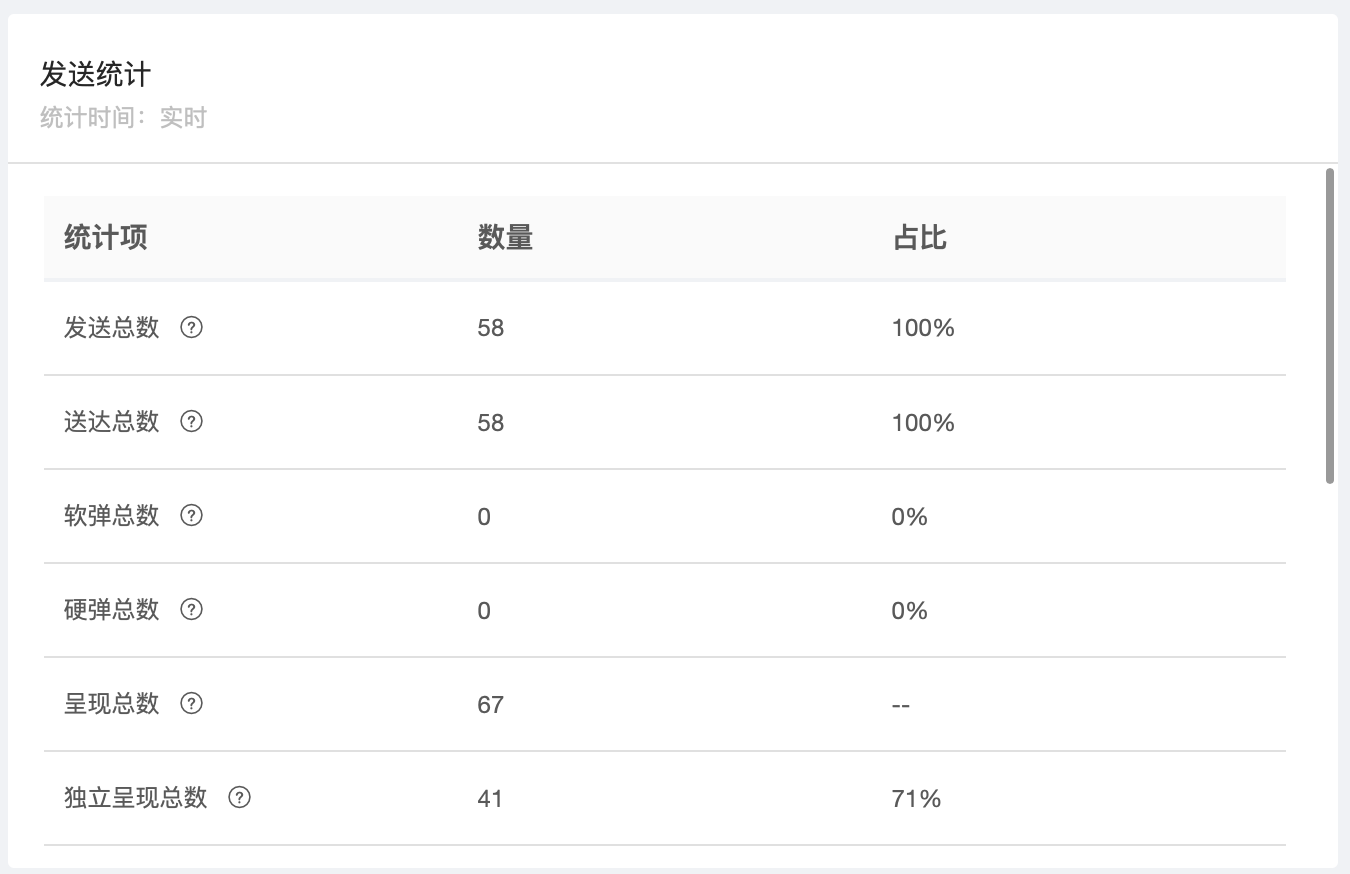 发送统计
统计时间：实时
统计项 数量 占比
发送总数 ? 58 100%
送达总数 ? 58 100%
软弹总数 ? 0 0%
硬弹总数 ? 0 0%
呈现总数 ? 67 --
独立呈现总数 ? 41 71%